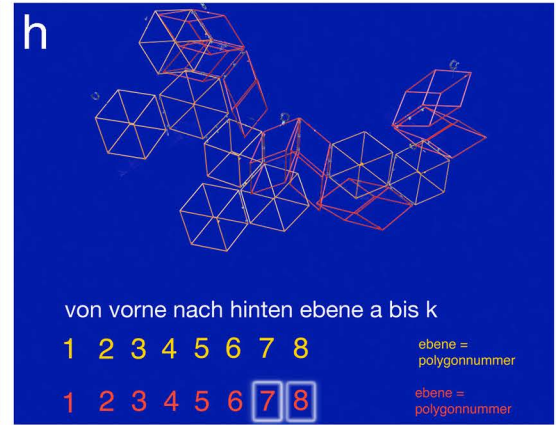 h
von vorne nach hinten ebene a bis k
1 2 3 4 5 6 7 8
ebene =
polygonnummer
1 2 3 4 5 6 7 8
ebene =
polygonnummer